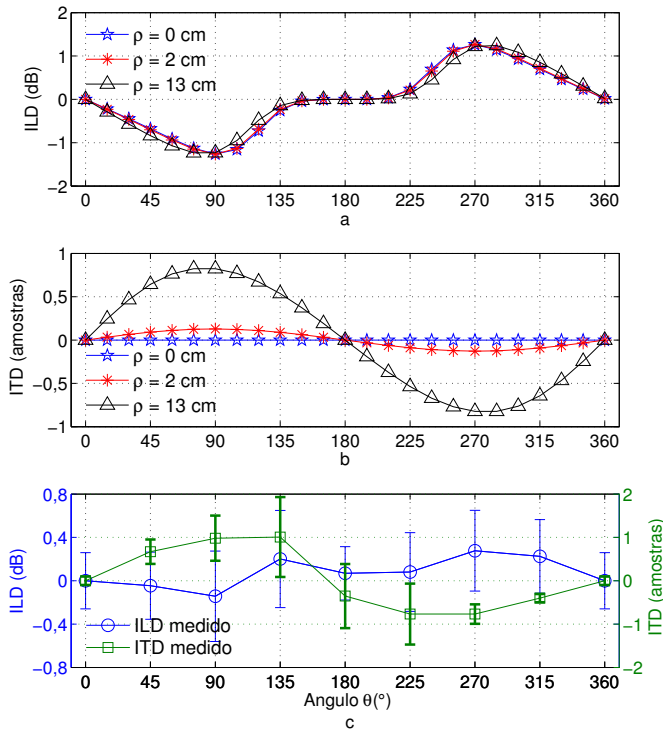 2
1
0
−1
−2
ILD (dB)
ρ = 0 cm
ρ = 2 cm
ρ = 13 cm
0 45 90 135 180 225 270 315 360
a
1
0,5
0
−0,5
−1
ITD (amostras)
ρ = 0 cm
ρ = 2 cm
ρ = 13 cm
0 45 90 135 180 225 270 315 360
b
0,8
0,4
0
−0,4
−0,8
ILD (dB)
ILD medido
ITD medido
2
1
0
−1
−2
ITD (amostras)
0 45 90 135 180 225 270 315 360
Angulo θ(°)
c